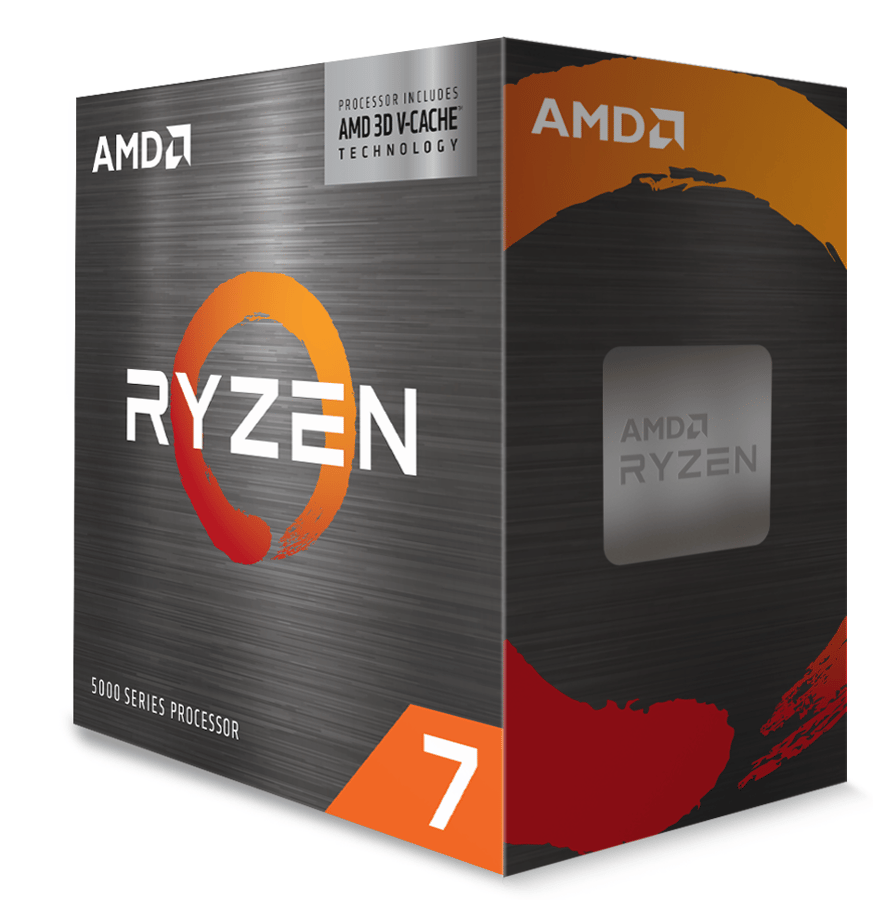 AMD
PROCESSOR INCLUDES
AMD 3D V-CACHE™
TECHNOLOGY
RYZEN
5000 SERIES PROCESSOR
7
AMD
AMD
RYZEN